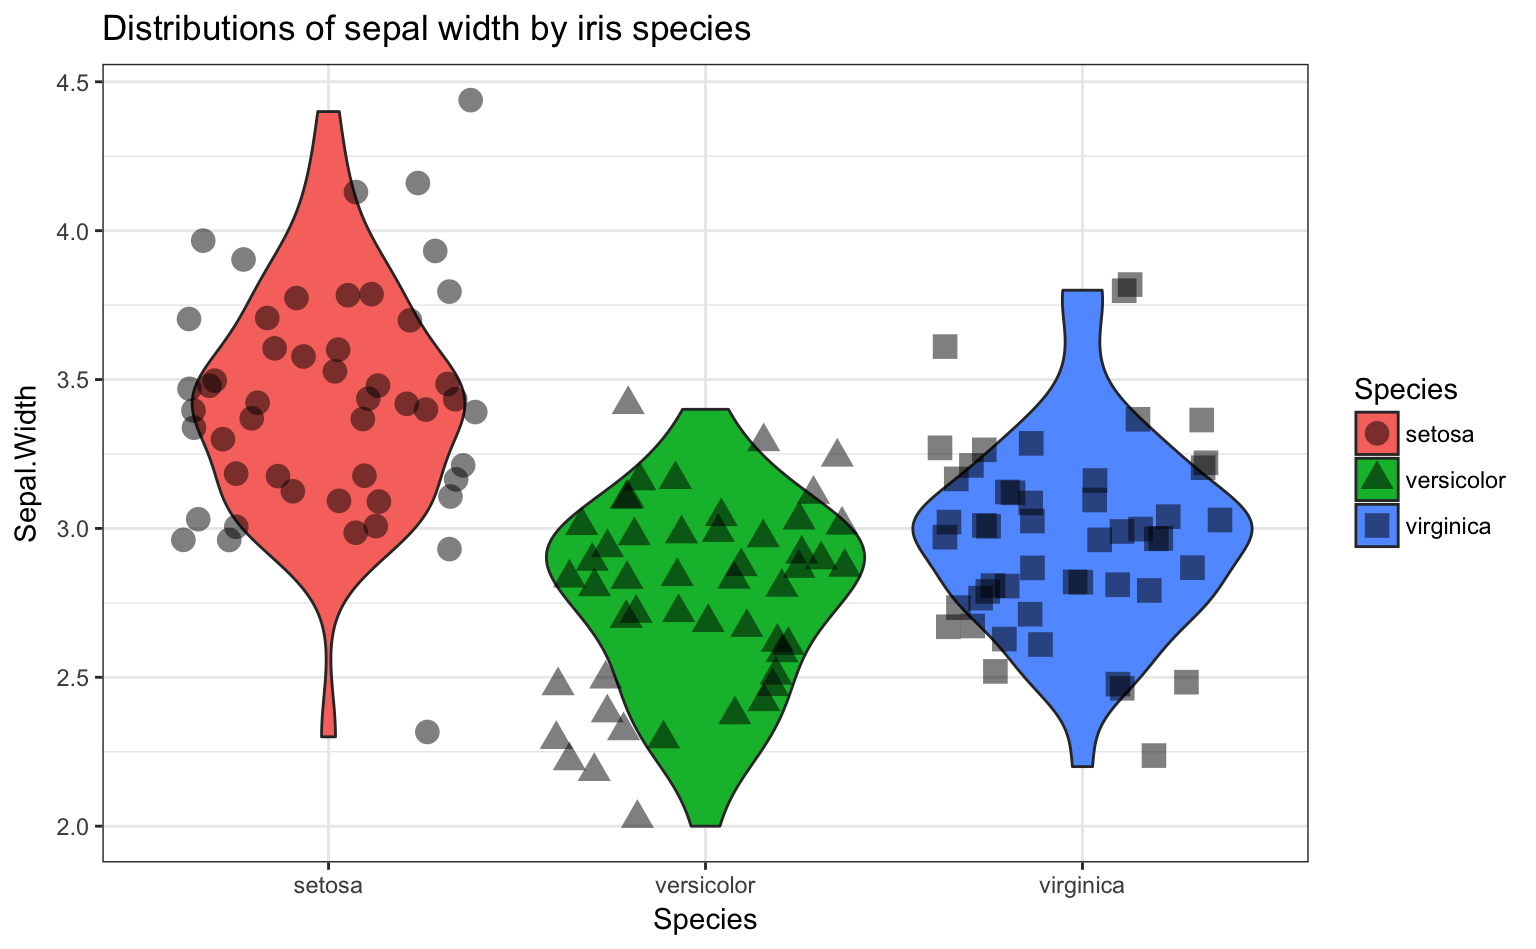 Distributions of sepal width by iris species
4.5
4.0
3.5
3.0
2.5
2.0
Sepal.Width
setosa
versicolor
virginica
Species
Species
setosa
versicolor
virginica